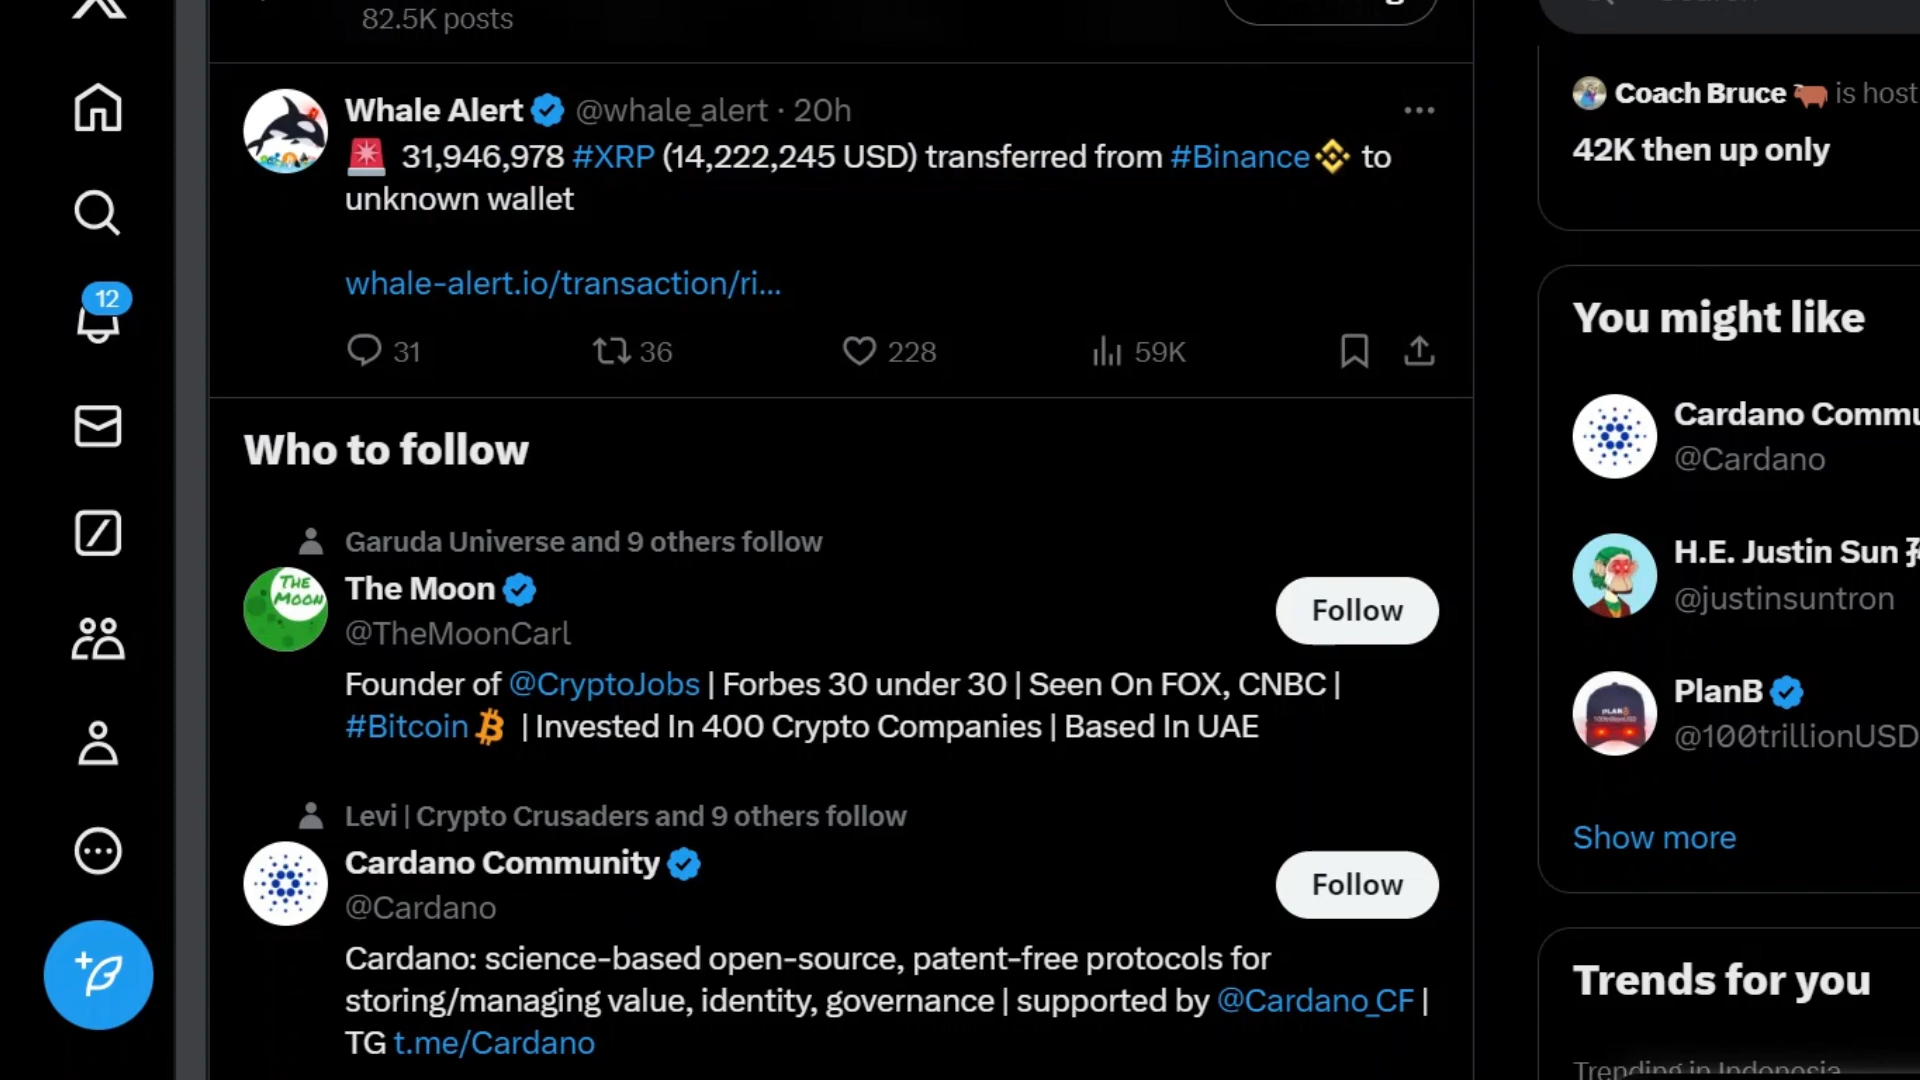 82.5K posts
Whale Alert @whale_alert · 20h
31,946,978 #XRP (14,222,245 USD) transferred from #Binance to
unknown wallet
whale-alert.io/transaction/ri...
31 36 228 59K
Who to follow
Garuda Universe and 9 others follow
The Moon
@TheMoonCarl
Follow
Founder of @CryptoJobs | Forbes 30 under 30 | Seen On FOX, CNBC |
#Bitcoin | Invested In 400 Crypto Companies | Based In UAE
Levi | Crypto Crusaders and 9 others follow
Cardano Community
@Cardano
Follow
Cardano: science-based open-source, patent-free protocols for
storing/managing value, identity, governance | supported by @Cardano_CF |
TG t.me/Cardano
12
Coach Bruce is host
42K then up only
You might like
Cardano Commu
@Cardano
H.E. Justin Sun
@justinsuntron
PlanB
@100trillionUSD
Show more
Trends for you
Trending in Indonesia
THE
MOON